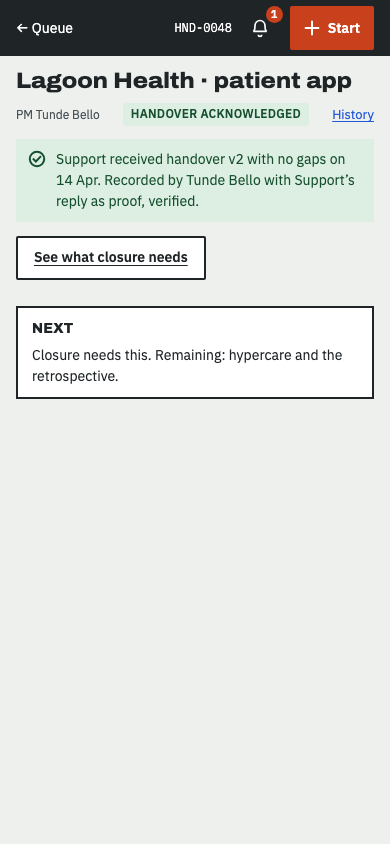 ← Queue
HND-0048
1
Start
Lagoon Health · patient app
PM Tunde Bello
HANDOVER ACKNOWLEDGED
History
Support received handover v2 with no gaps on
14 Apr. Recorded by Tunde Bello with Support’s
reply as proof, verified.
See what closure needs
NEXT
Closure needs this. Remaining: hypercare and the
retrospective.